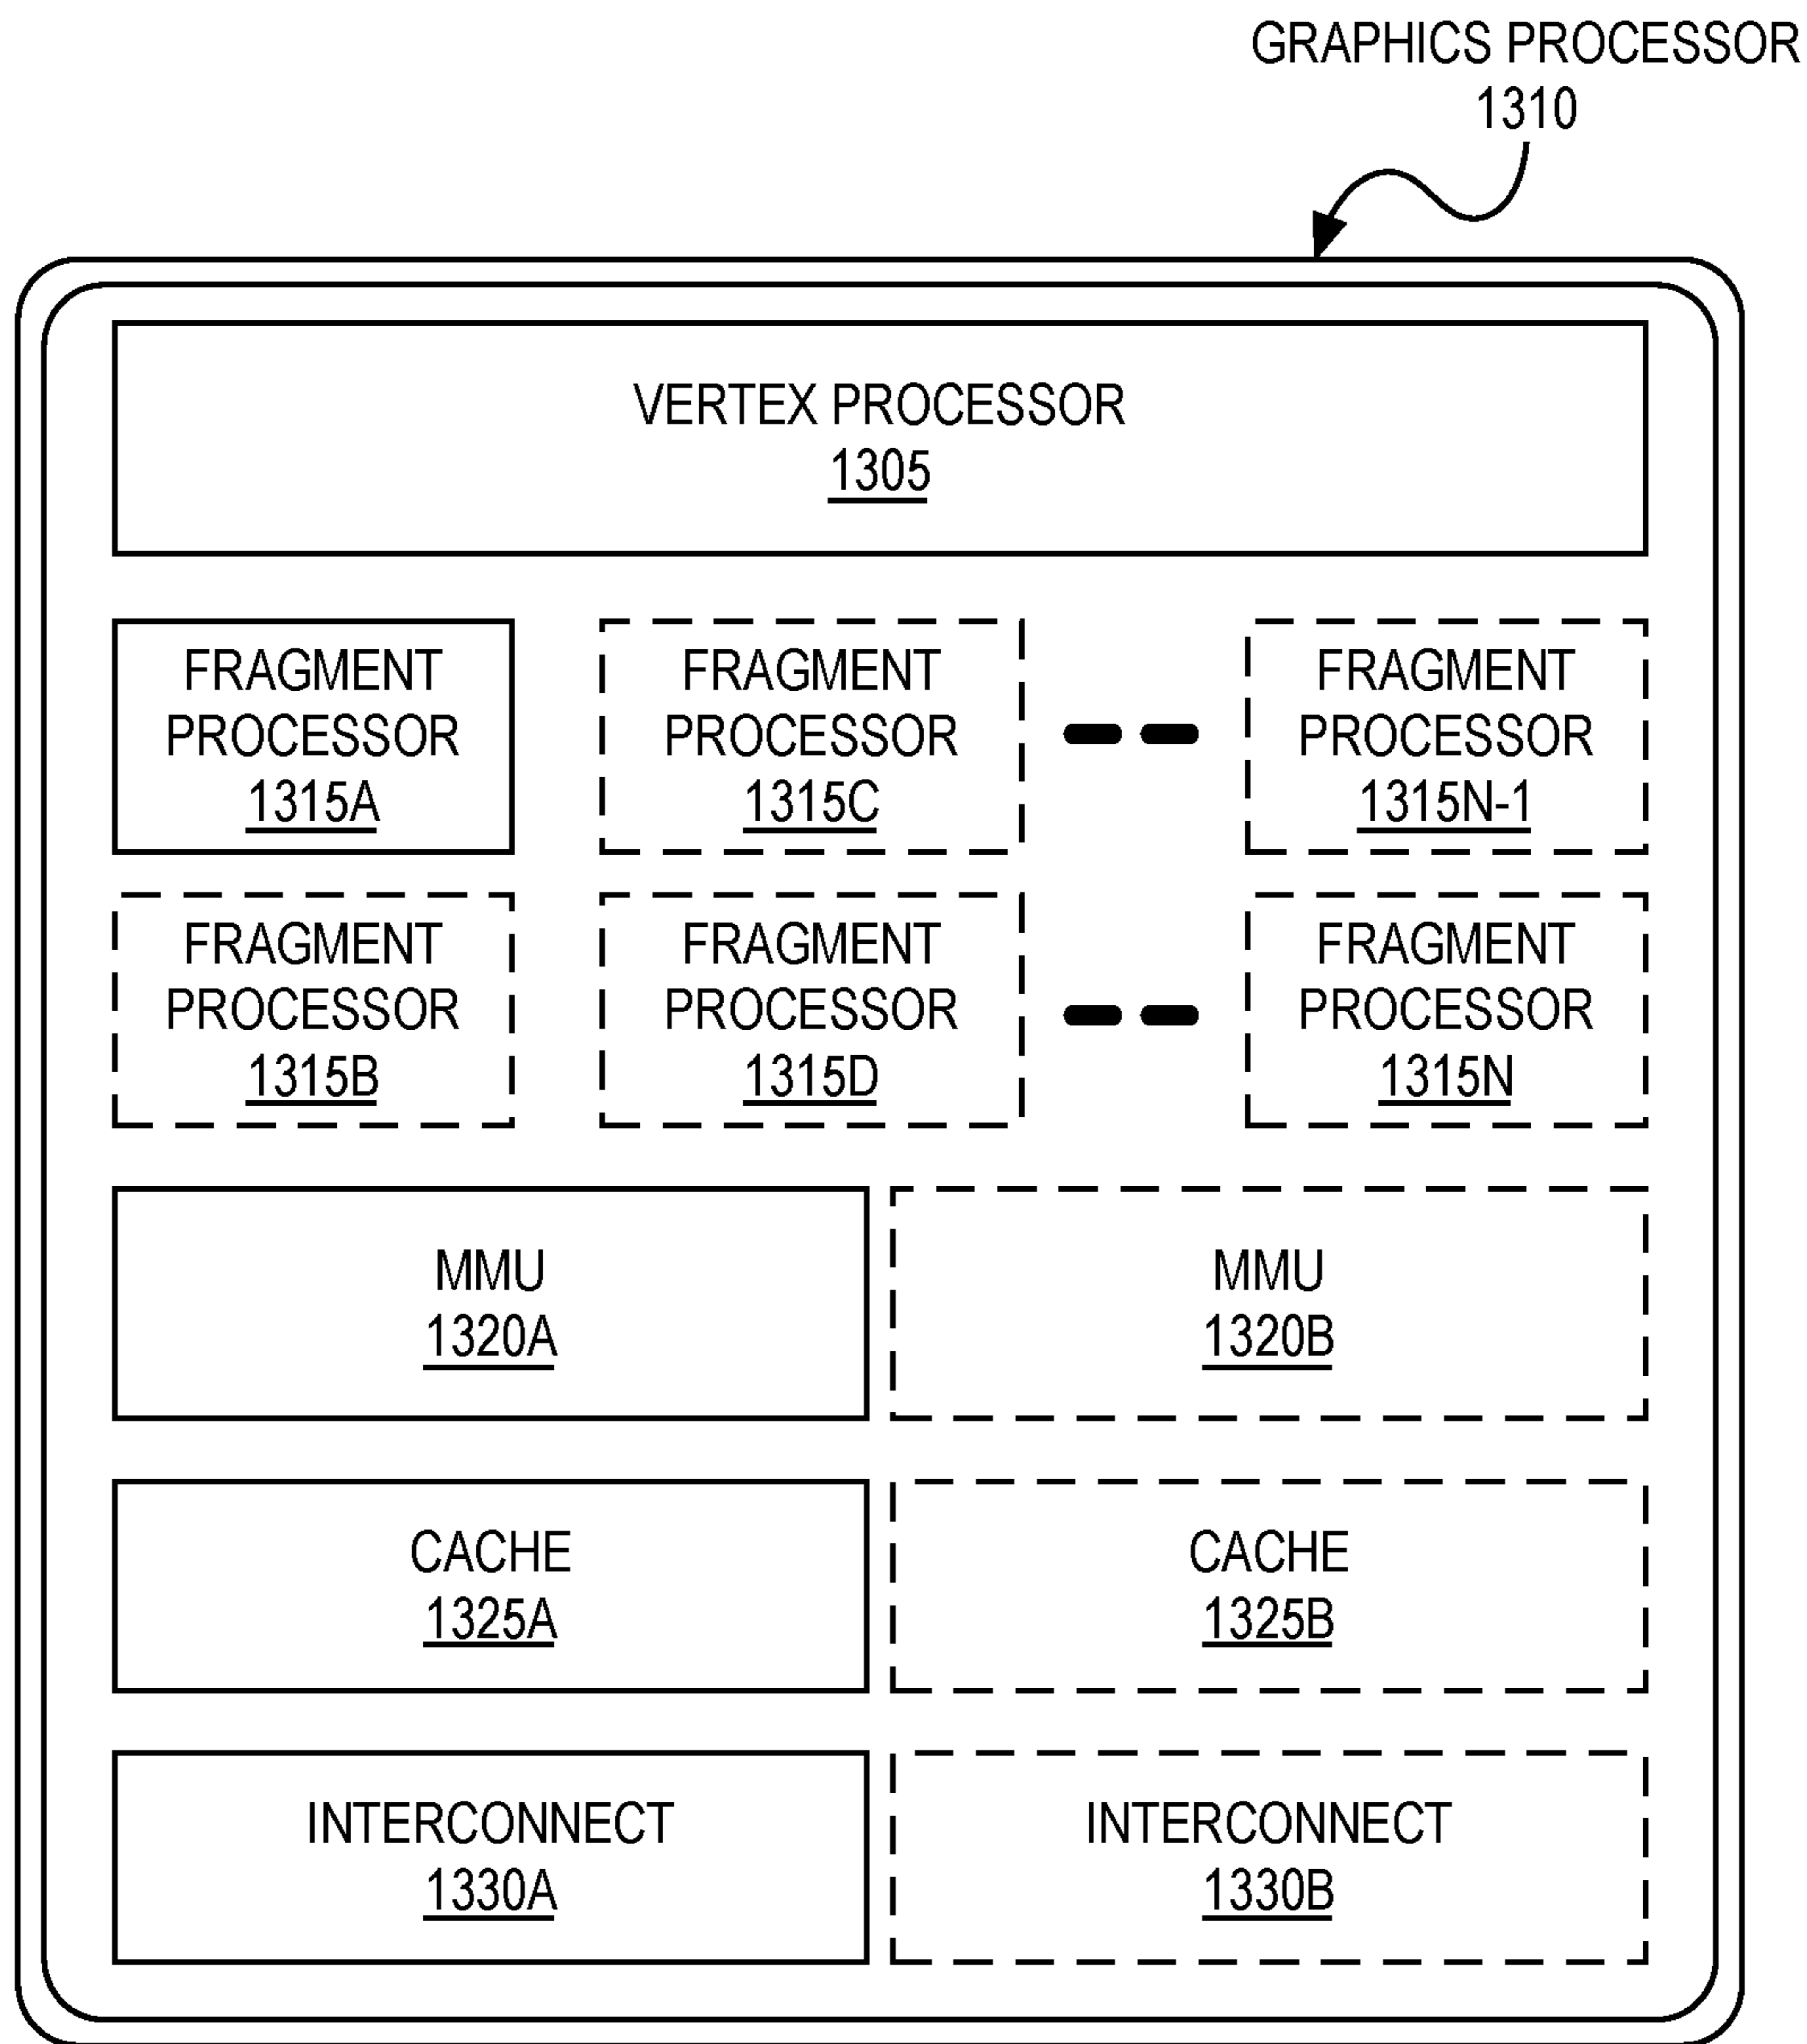 GRAPHICS PROCESSOR
1310
VERTEX PROCESSOR
1305
FRAGMENT
PROCESSOR
1315A
FRAGMENT
PROCESSOR
1315C
FRAGMENT
PROCESSOR
1315N-1
FRAGMENT
PROCESSOR
1315B
FRAGMENT
PROCESSOR
1315D
FRAGMENT
PROCESSOR
1315N
MMU
1320A
MMU
1320B
CACHE
1325A
CACHE
1325B
INTERCONNECT
1330A
INTERCONNECT
1330B